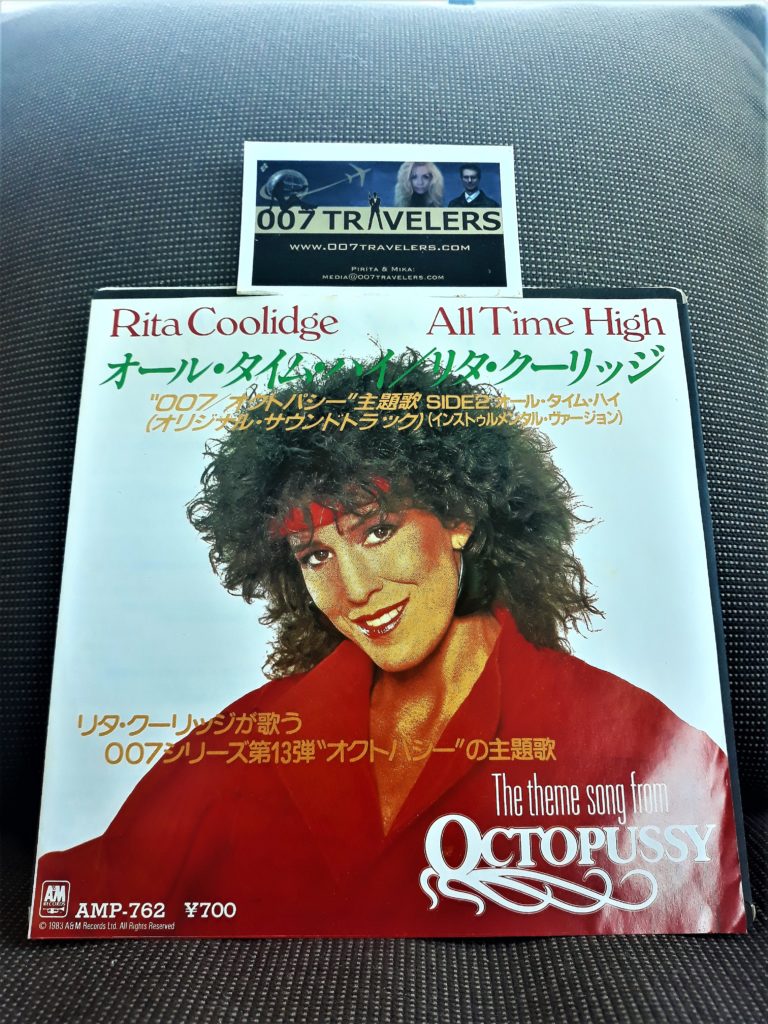 007 TRAVELERS
WWW.007TRAVELERS.COM
PIRITA & MIKA:
MEDIA@007TRAVELERS.COM
Rita Coolidge All Time High
オール・タイム・ハイ/リタ・クーリッジ
"007/オクトパシー"主題歌 SIDE2.オール・タイム・ハイ
(オリジナル・サウンドトラック)(インストゥルメンタル・ヴァージョン)
リタ・クーリッジが歌う
007シリーズ第13弾"オクトパシー"の主題歌
The theme song from
OCTOPUSSY
A&M
RECORDS
AMP-762 ¥700
© 1983 A&M Records Ltd. All Rights Reserved